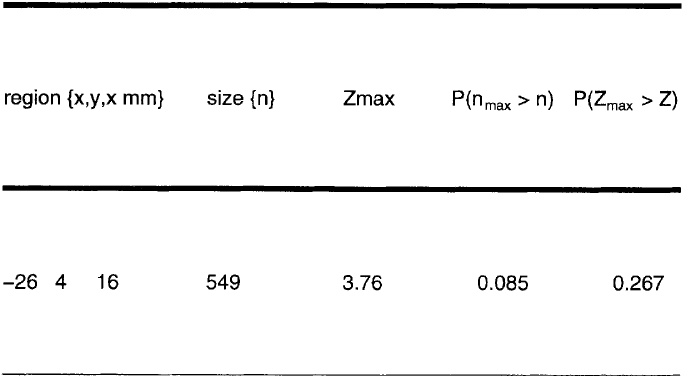 region {x,y,x mm} size {n} Zmax P(nmax > n) P(Zmax > Z)
−26 4 16 549 3.76 0.085 0.267